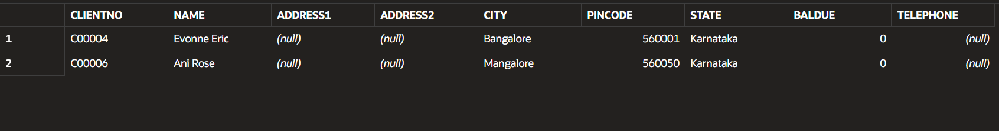 CLIENTNO NAME ADDRESS1 ADDRESS2 CITY PINCODE STATE BALDUE TELEPHONE
1 C00004 Evonne Eric (null) (null) Bangalore 560001 Karnataka 0 (null)
2 C00006 Ani Rose (null) (null) Mangalore 560050 Karnataka 0 (null)